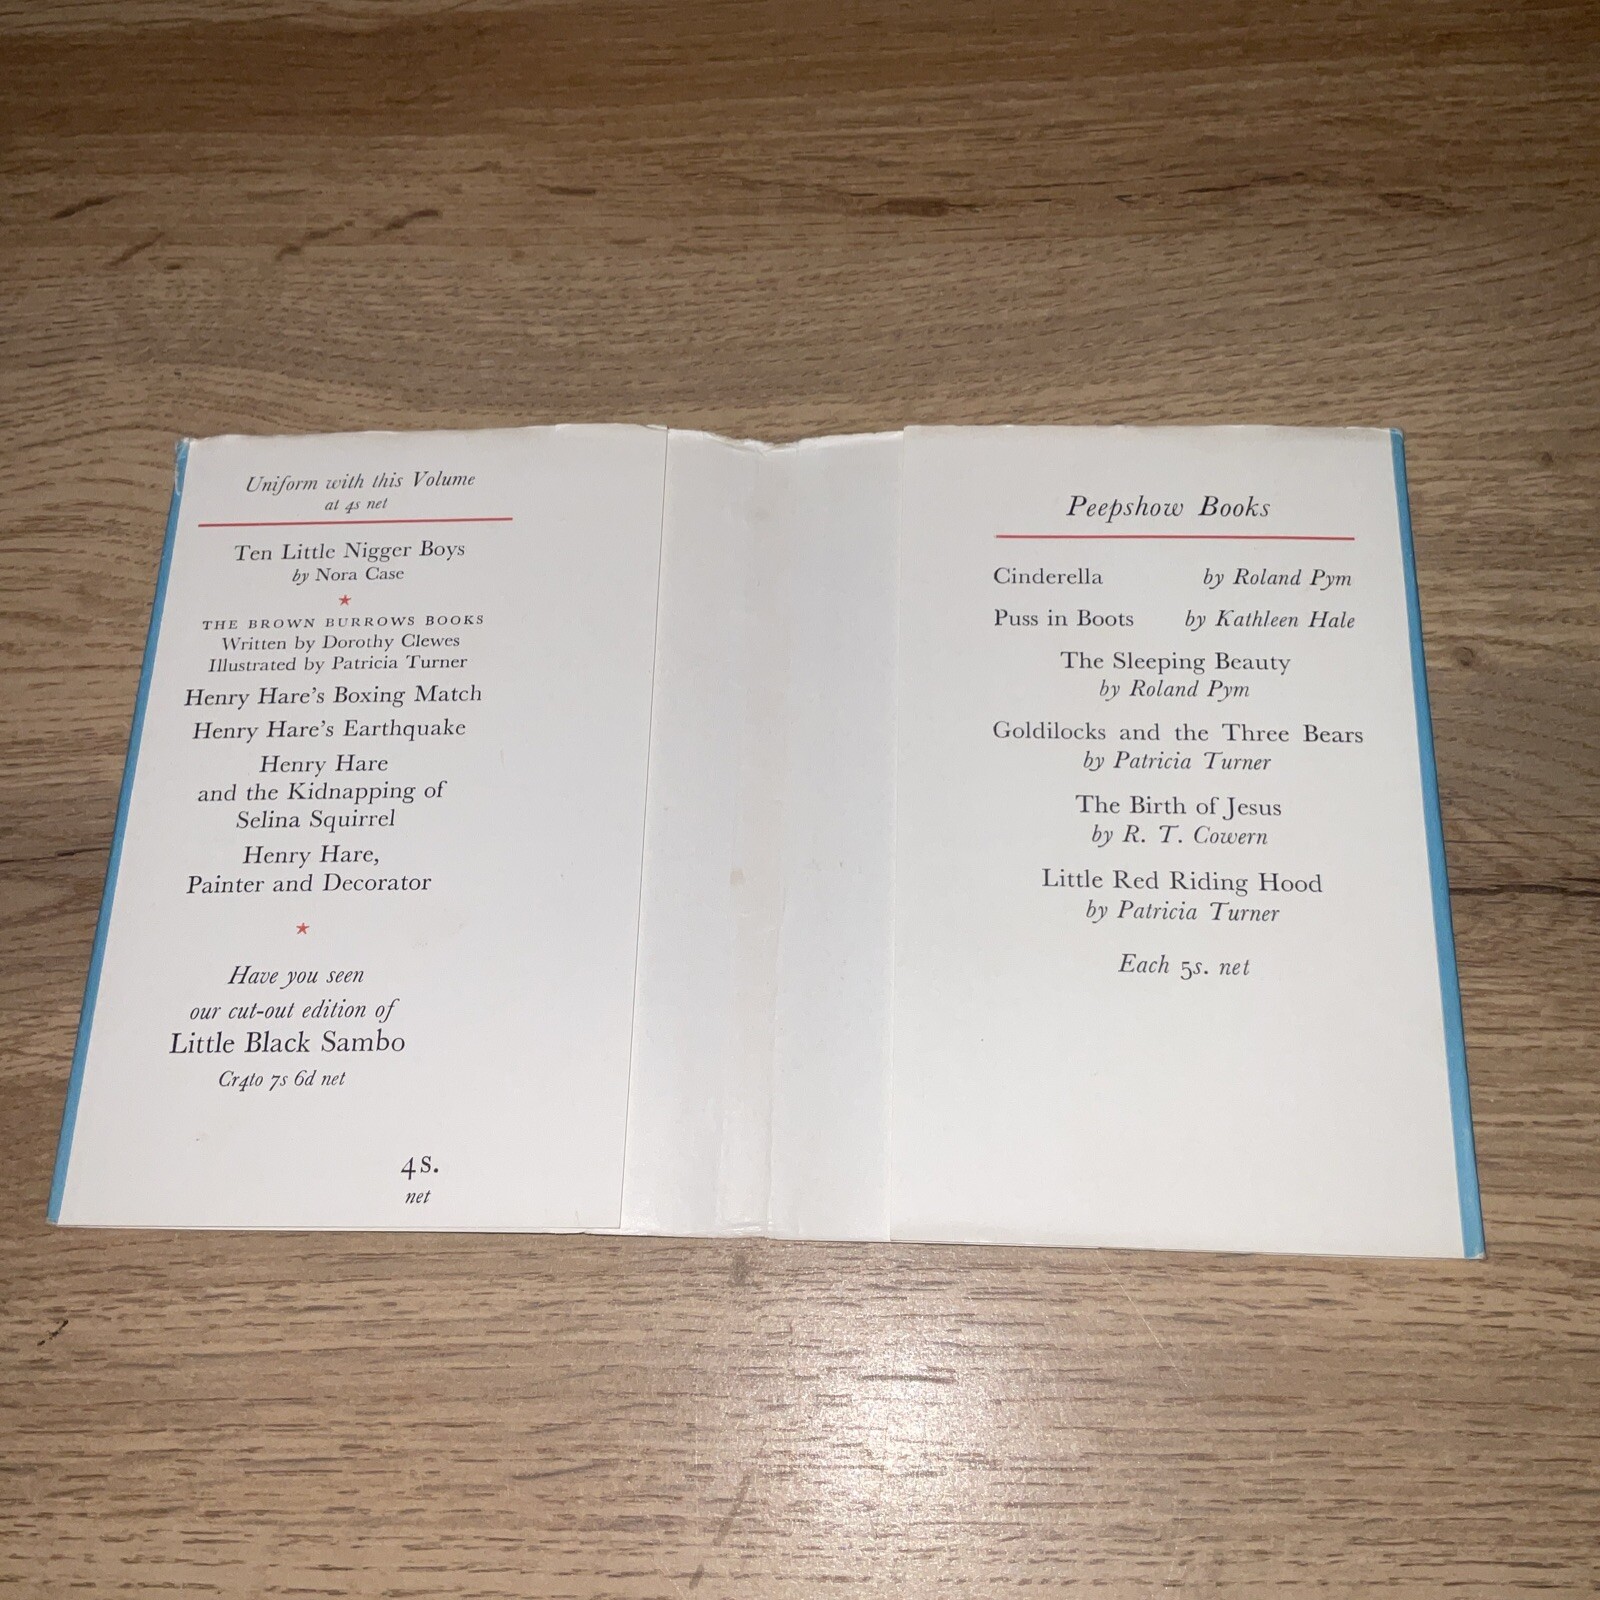 Uniform with this Volume
at 4s net
Ten Little Nigger Boys
by Nora Case
THE BROWN BURROWS BOOKS
Written by Dorothy Clewes
Illustrated by Patricia Turner
Henry Hare's Boxing Match
Henry Hare's Earthquake
Henry Hare
and the Kidnapping of
Selina Squirrel
Henry Hare,
Painter and Decorator
Have you seen
our cut-out edition of
Little Black Sambo
Cr4to 7s 6d net
4s.
net
Peepshow Books
Cinderella by Roland Pym
Puss in Boots by Kathleen Hale
The Sleeping Beauty
by Roland Pym
Goldilocks and the Three Bears
by Patricia Turner
The Birth of Jesus
by R. T. Cowern
Little Red Riding Hood
by Patricia Turner
Each 5s. net